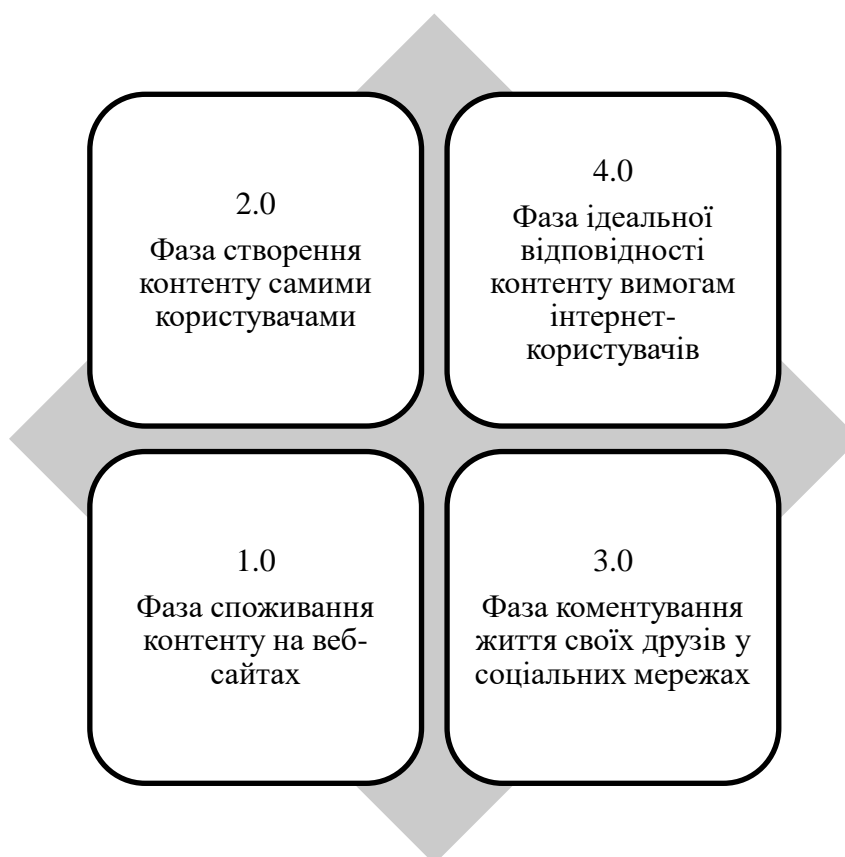 2.0
Фаза створення
контенту самими
користувачами
4.0
Фаза ідеальної
відповідності
контенту вимогам
інтернет-
користувачів
1.0
Фаза споживання
контенту на веб-
сайтах
3.0
Фаза коментування
життя своїх друзів у
соціальних мережах